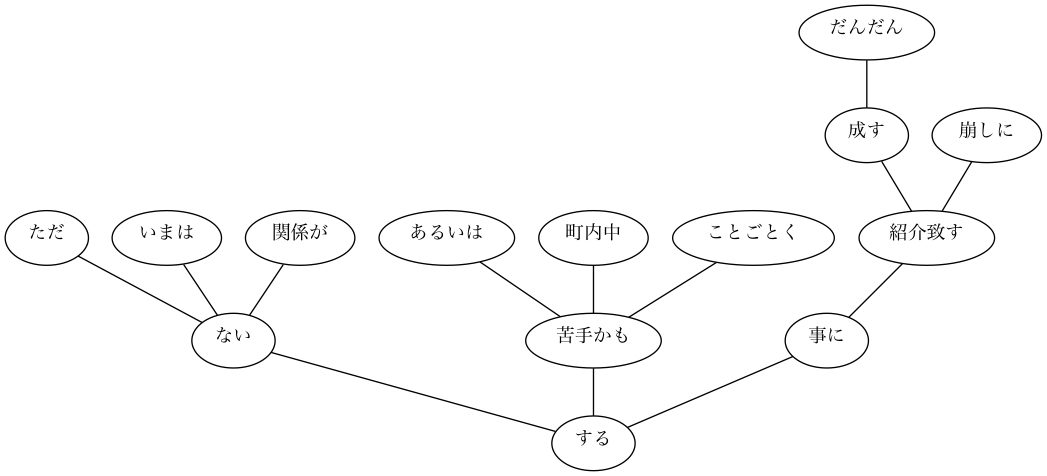 だんだん
成す
崩しに
ただ
いまは
関係が
あるいは
町内中
ことごとく
紹介致す
ない
苦手かも
事に
する